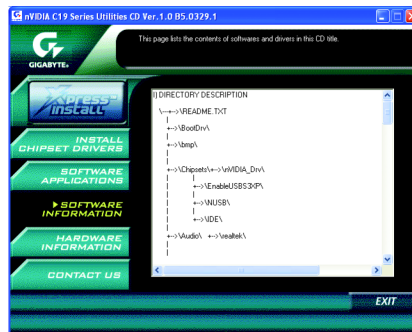 nVIDIA C19 Series Utilities CD Ver.1.0 B5.0329.1
GIGABYTE
This page lists the contents of softwares and drivers in this CD title.
Xpress™
INSTALL
INSTALL
CHIPSET DRIVERS
SOFTWARE
APPLICATIONS
SOFTWARE
INFORMATION
HARDWARE
INFORMATION
CONTACT US
I) DIRECTORY DESCRIPTION
\--+-->\README.TXT
|
+-->\BootDrv\
|
+-->\bmp\
|
+-->\Chipsets\+-->\nVIDIA_Drv\
| |
| +-->\EnableUSBS3XP\
| |
| +-->\NUSB\
| |
| +-->\IDE\
|
+-->\Audio\ +-->\realtek\
| |
EXIT